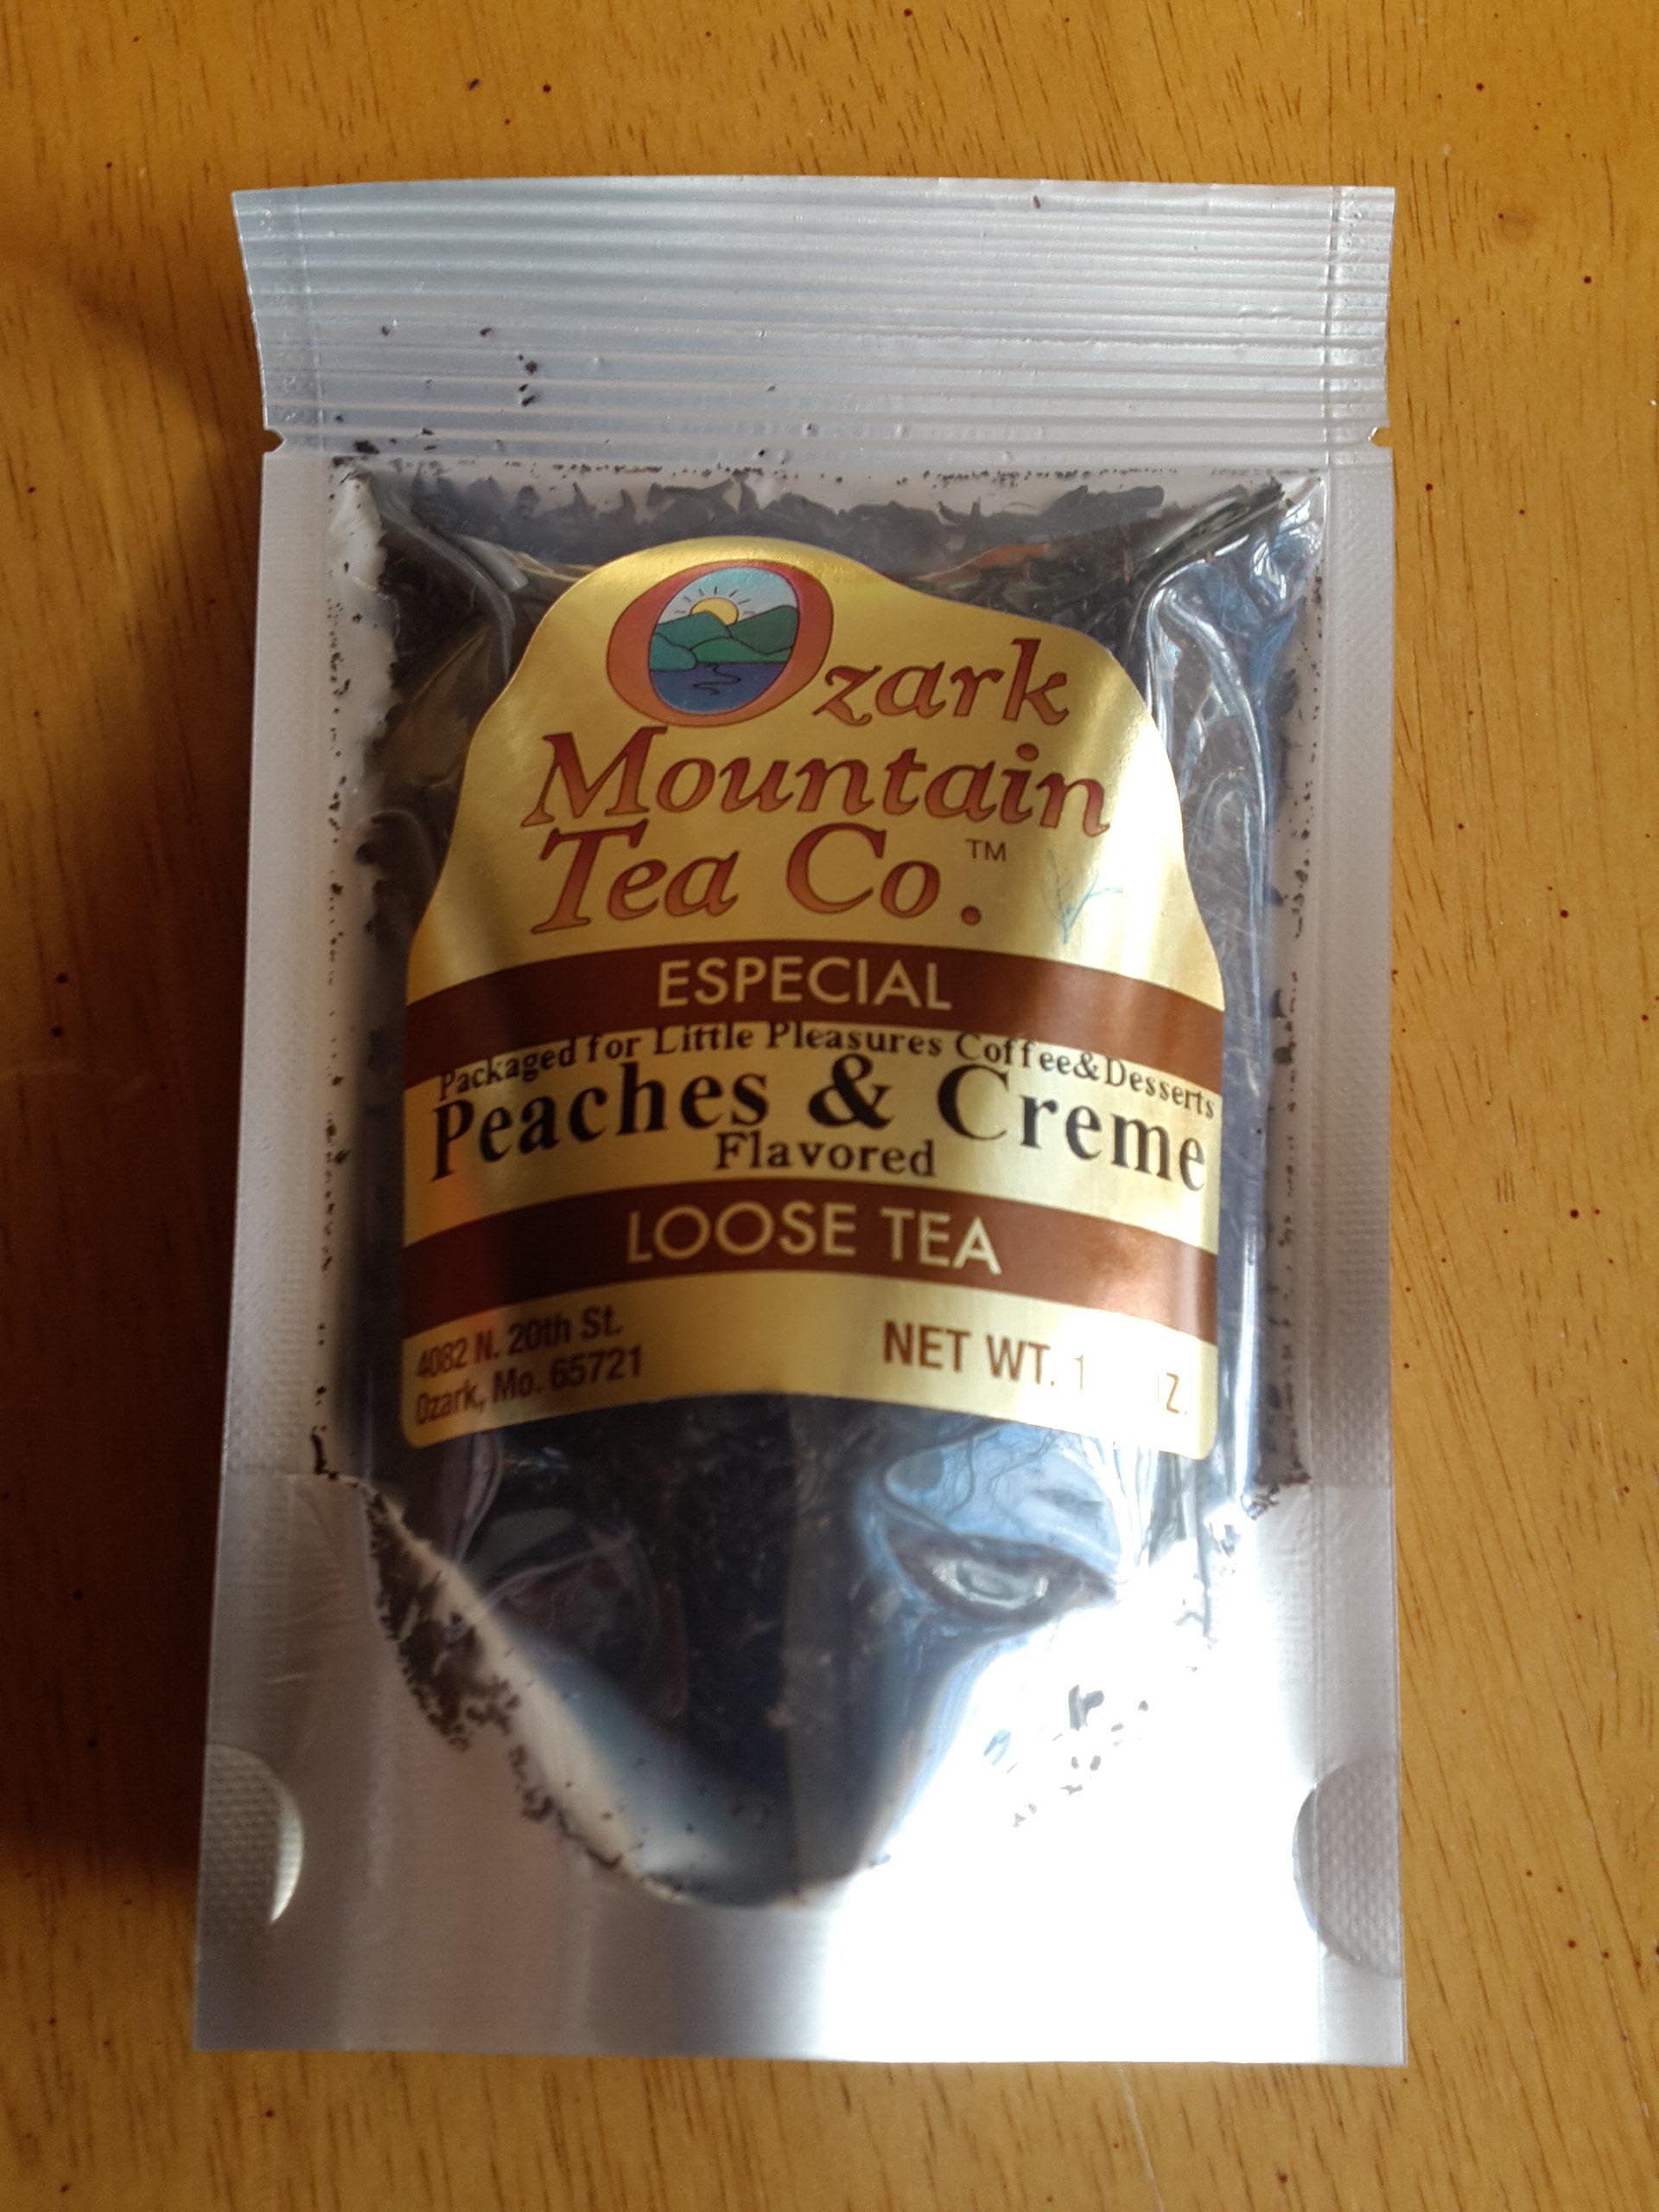 Ozark
Mountain
Tea Co.™
ESPECIAL
Packaged for Little Pleasures Coffee&Desserts
Peaches & Creme
Flavored
LOOSE TEA
4082 N. 20th St.
Ozark, Mo. 65721
NET WT. 1